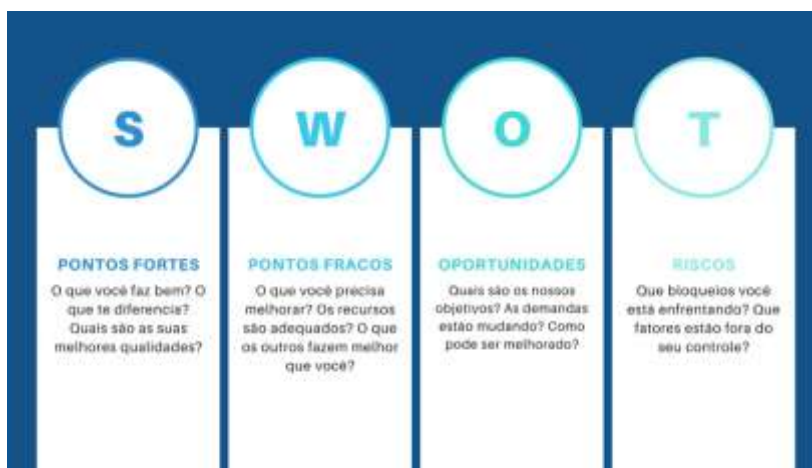 S
W
O
T
PONTOS FORTES
O que você faz bem? O
que te diferencia?
Quais são as suas
melhores qualidades?
PONTOS FRACOS
O que você precisa
melhorar? Os recursos
são adequados? O que
os outros fazem melhor
que você?
OPORTUNIDADES
Quais são os nossos
objetivos? As demandas
estão mudando? Como
pode ser melhorado?
RISCOS
Que bloqueios você
está enfrentando? Que
fatores estão fora do
seu controle?